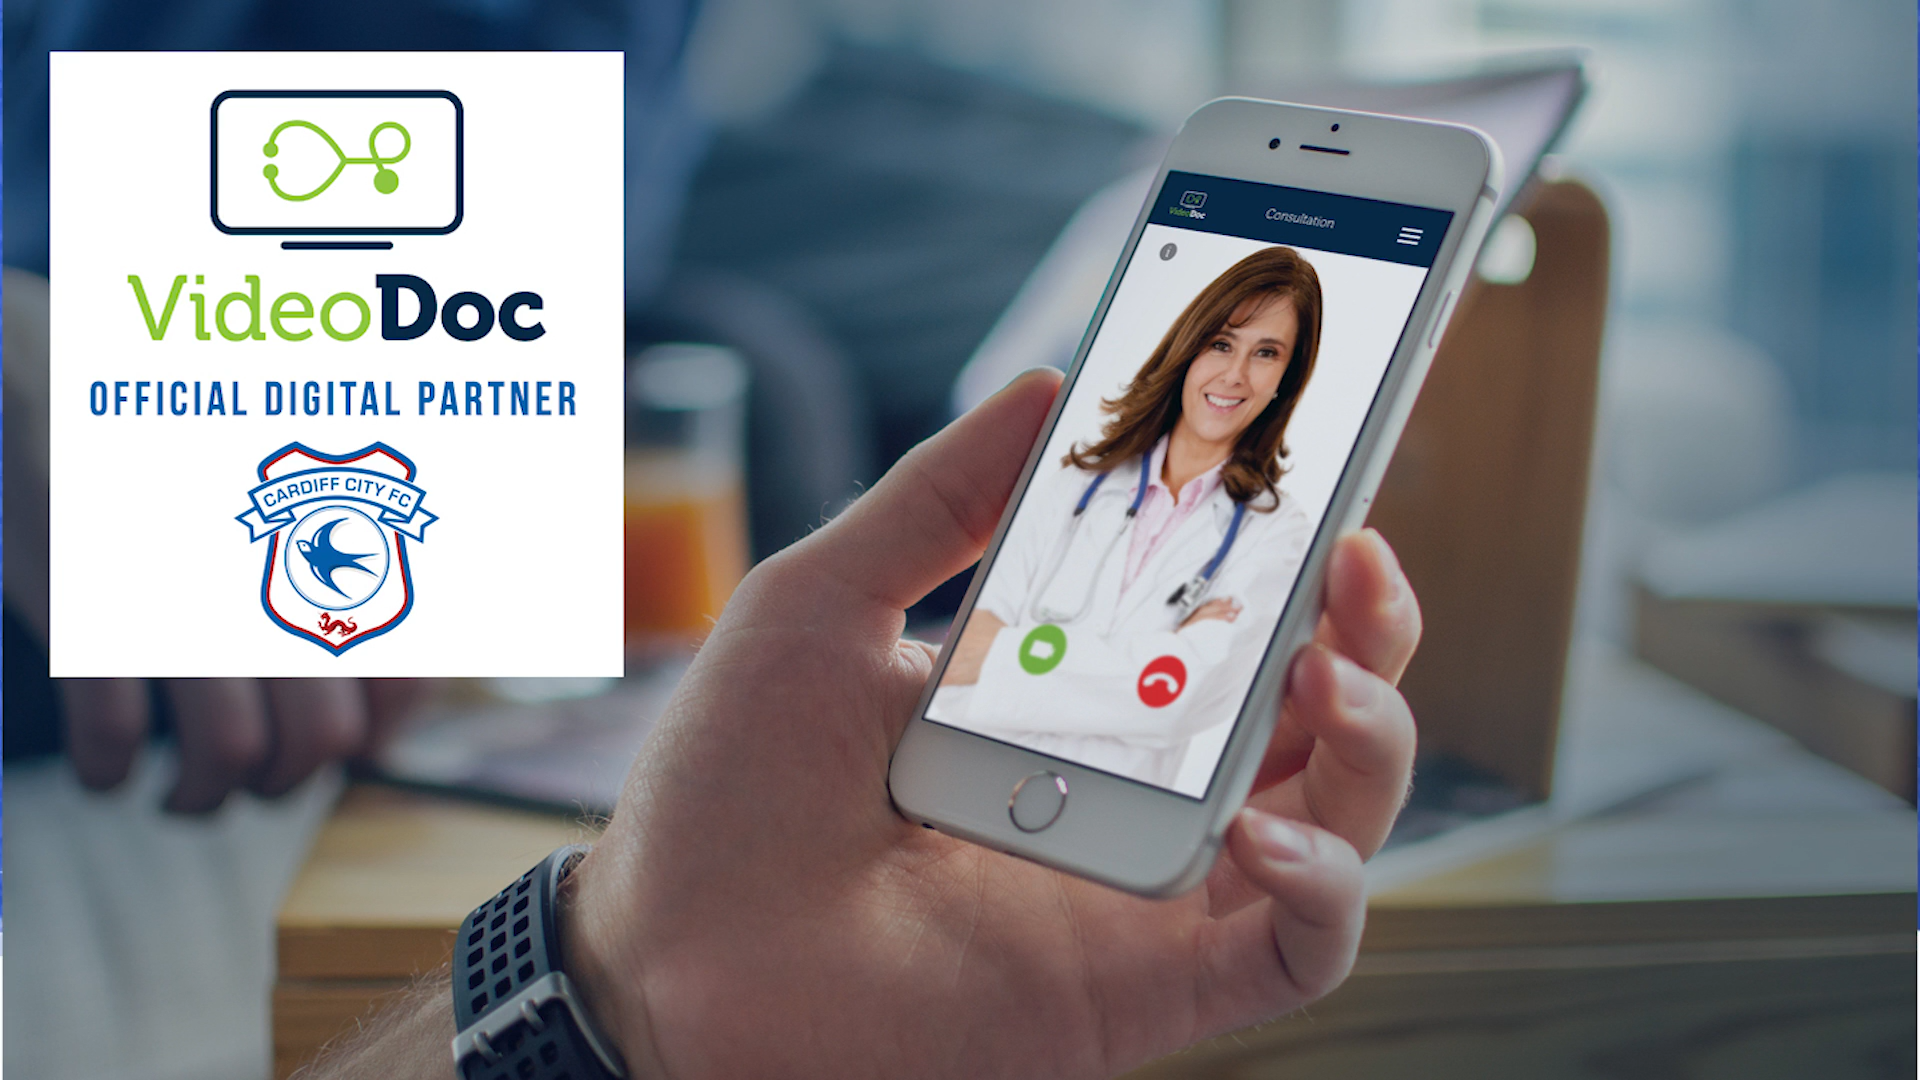 VideoDoc
OFFICIAL DIGITAL PARTNER
CARDIFF CITY FC
VideoDoc
Consultation
i